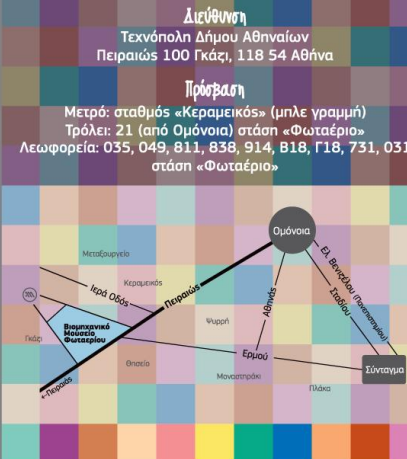 Διεύθυνση
Τεχνόπολη Δήμου Αθηναίων
Πειραιώς 100 Γκάζι, 118 54 Αθήνα
Πρόσβαση
Μετρό: σταθμός «Κεραμεικός» (μπλε γραμμή)
Τρόλεϊ: 21 (από Ομόνοια) στάση «Φωταέριο»
Λεωφορεία: 035, 049, 811, 838, 914, Β18, Γ18, 731, 031
στάση «Φωταέριο»
Ομόνοια
Μεταξουργείο
Ελ. Βενιζέλου (Πανεπιστημίου)
Σταδίου
Κεραμεικός
Ιερά Οδός
Πειραιώς
Αθηνάς
Ψυρρή
Βιομηχανικό
Μουσείο
Φωταερίου
Γκάζι
Ερμού
Θησείο
Μοναστηράκι
Σύνταγμα
Πλάκα
←Πειραιάς